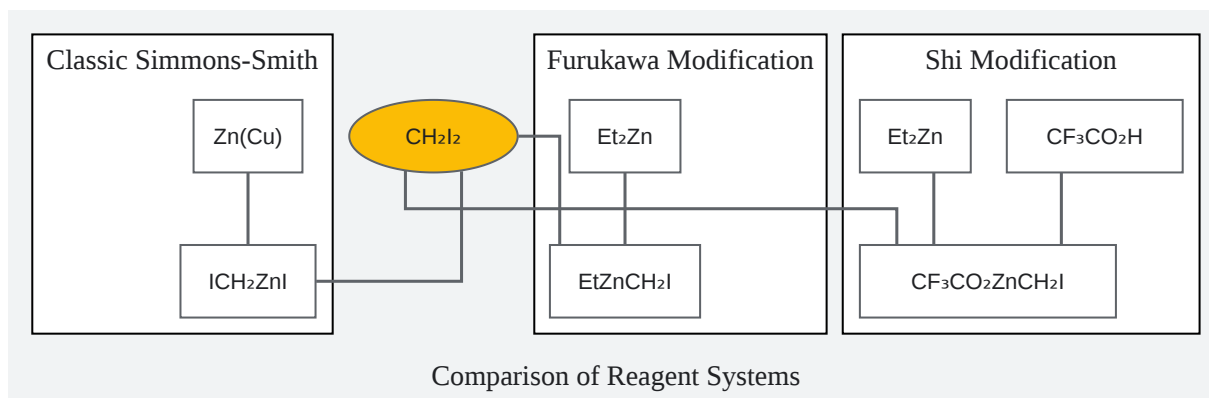 Classic Simmons-Smith
Furukawa Modification
Shi Modification
Zn(Cu)
CH₂I₂
Et₂Zn
Et₂Zn
CF₃CO₂H
ICH₂ZnI
EtZnCH₂I
CF₃CO₂ZnCH₂I
Comparison of Reagent Systems